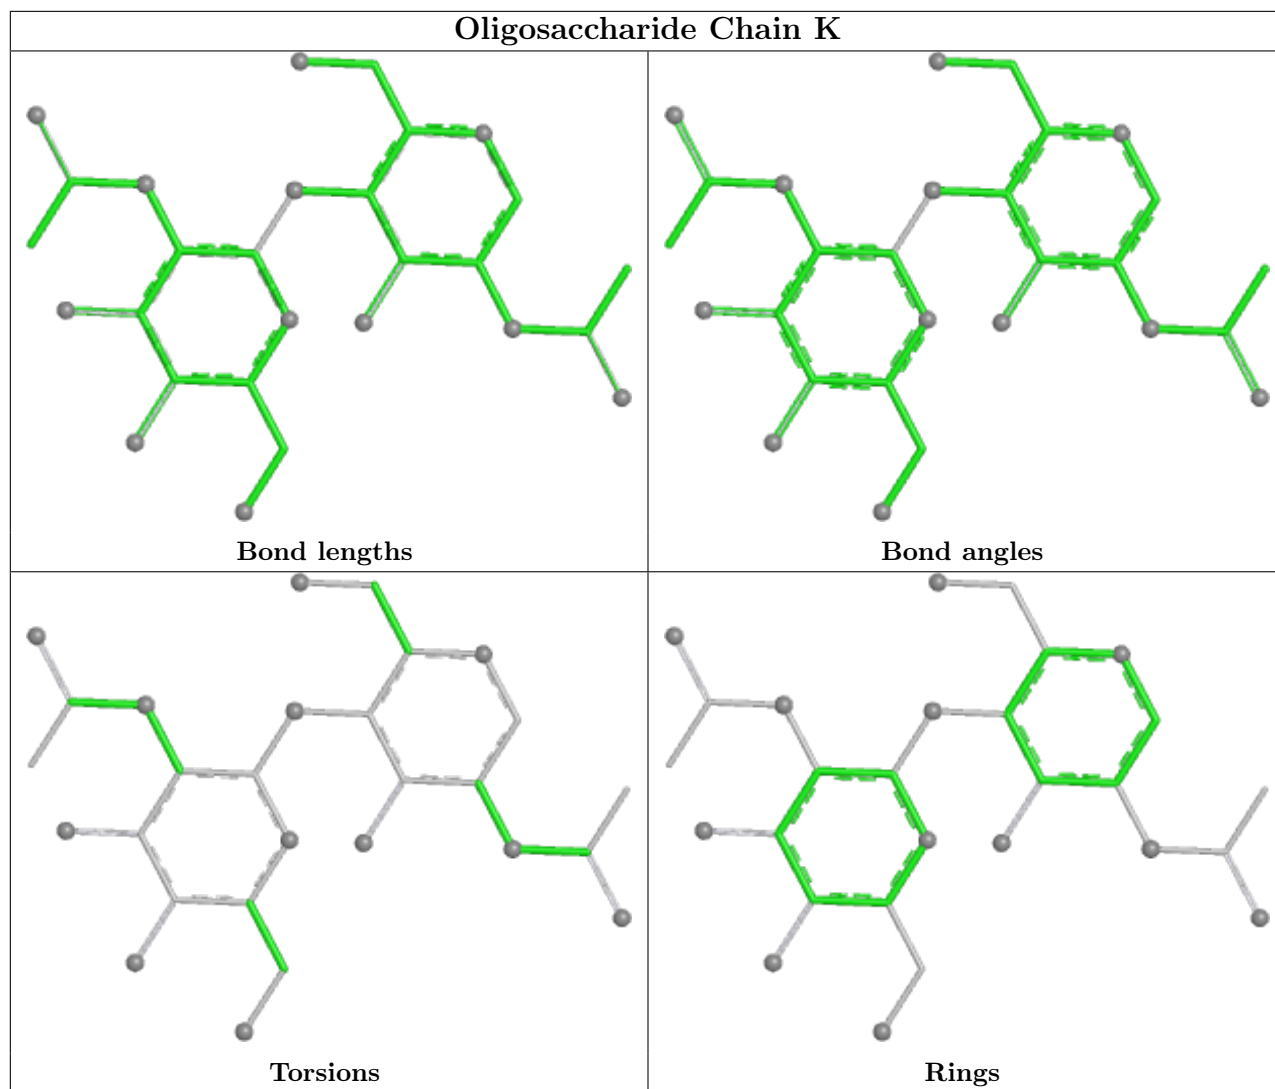 Oligosaccharide Chain K
Bond lengths
Bond angles
Torsions
Rings